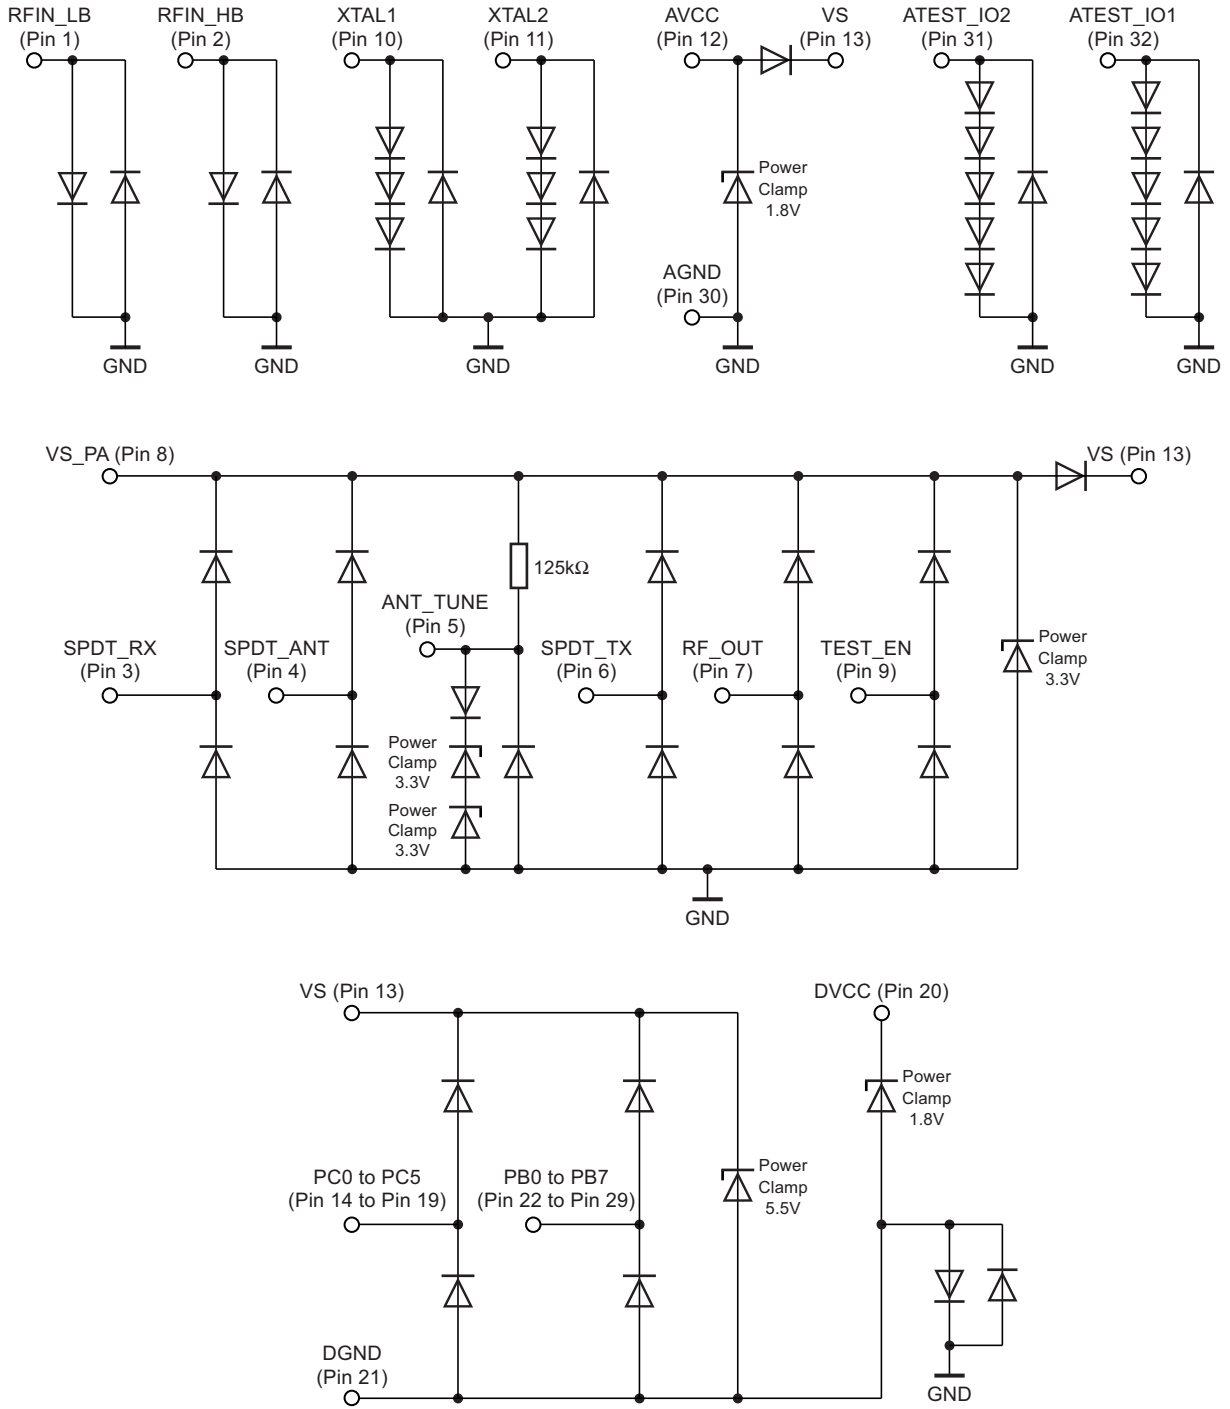 RFIN_LB
(Pin 1)
RFIN_HB
(Pin 2)
XTAL1
(Pin 10)
XTAL2
(Pin 11)
AVCC
(Pin 12)
VS
(Pin 13)
ATEST_IO2
(Pin 31)
ATEST_IO1
(Pin 32)
Power
Clamp
1.8V
AGND
(Pin 30)
GND
GND
GND
GND
GND
GND
VS_PA (Pin 8)
VS (Pin 13)
125kΩ
ANT_TUNE
(Pin 5)
SPDT_RX
(Pin 3)
SPDT_ANT
(Pin 4)
SPDT_TX
(Pin 6)
RF_OUT
(Pin 7)
TEST_EN
(Pin 9)
Power
Clamp
3.3V
Power
Clamp
3.3V
Power
Clamp
3.3V
GND
VS (Pin 13)
DVCC (Pin 20)
Power
Clamp
1.8V
PC0 to PC5
(Pin 14 to Pin 19)
PB0 to PB7
(Pin 22 to Pin 29)
Power
Clamp
5.5V
DGND
(Pin 21)
GND